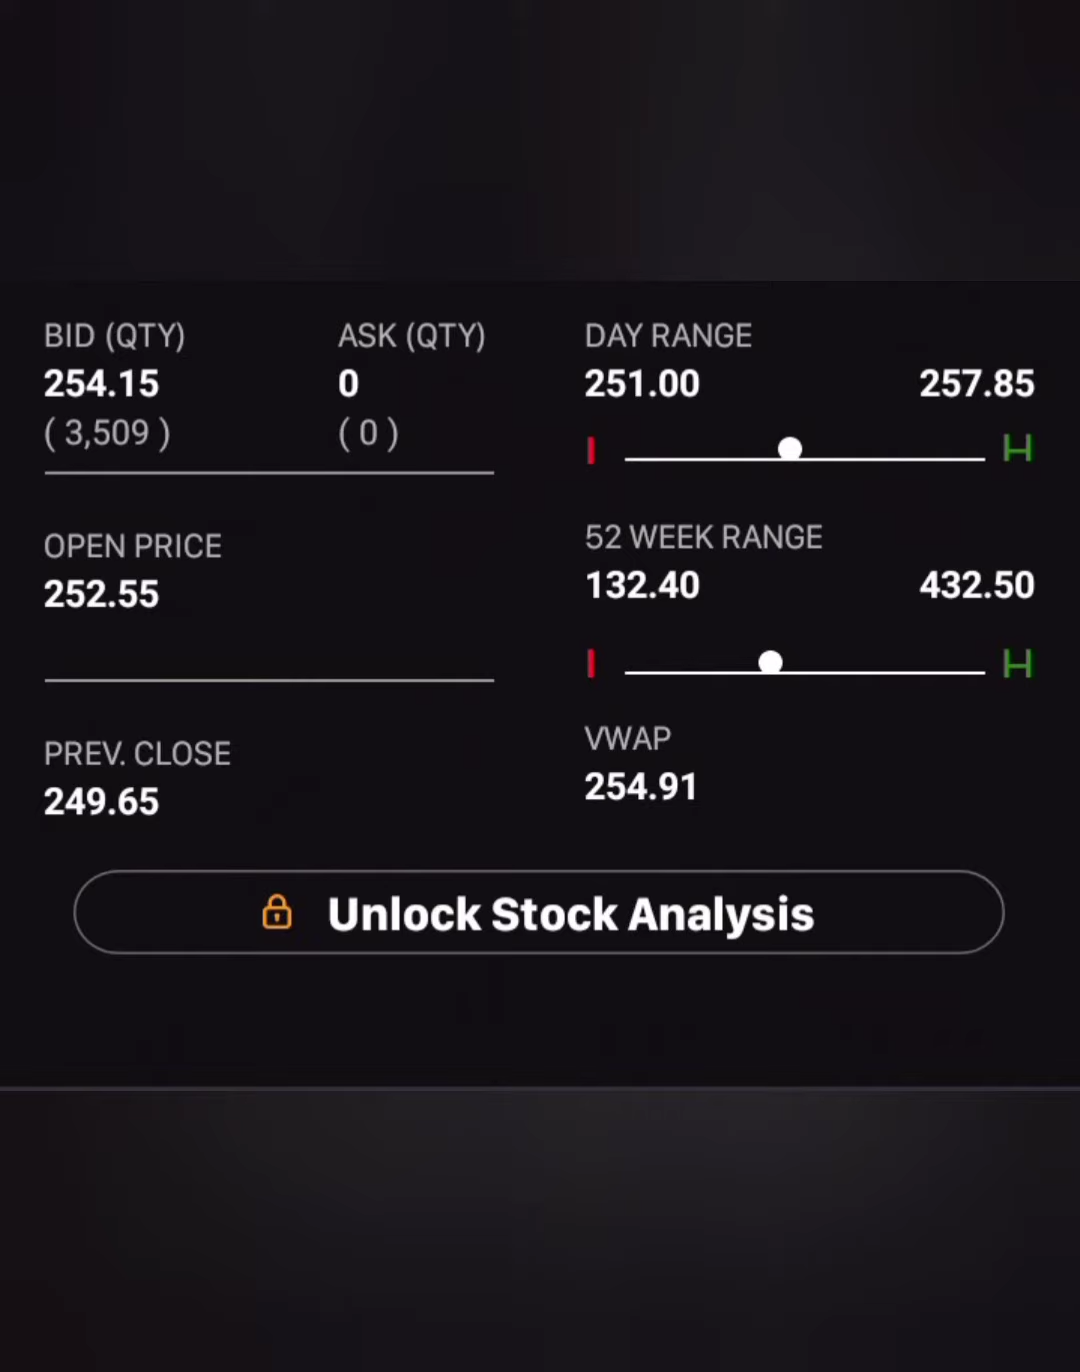 BID (QTY)
254.15
( 3,509 )
ASK (QTY)
0
( 0 )
DAY RANGE
251.00 257.85
L H
OPEN PRICE
252.55
52 WEEK RANGE
132.40 432.50
L H
PREV. CLOSE
249.65
VWAP
254.91
Unlock Stock Analysis